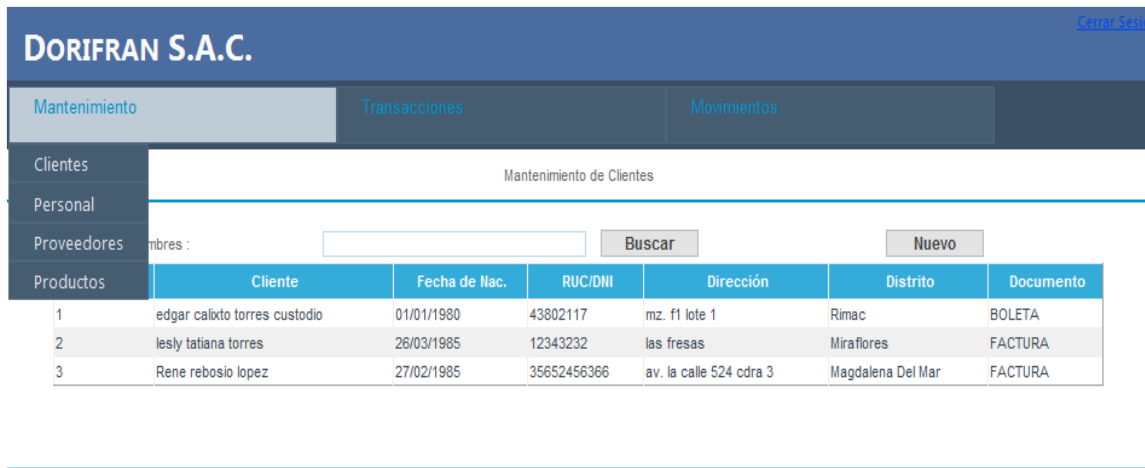 Cerrar Sesi
DORIFRAN S.A.C.
Mantenimiento Transacciones Movimientos
Clientes
Mantenimiento de Clientes
Personal
Proveedores
mbres : Buscar Nuevo
Productos
Cliente Fecha de Nac. RUC/DNI Dirección Distrito Documento
1 edgar calixto torres custodio 01/01/1980 43802117 mz. f1 lote 1 Rimac BOLETA
2 lesly tatiana torres 26/03/1985 12343232 las fresas Miraflores FACTURA
3 Rene rebosio lopez 27/02/1985 35652456366 av. la calle 524 cdra 3 Magdalena Del Mar FACTURA